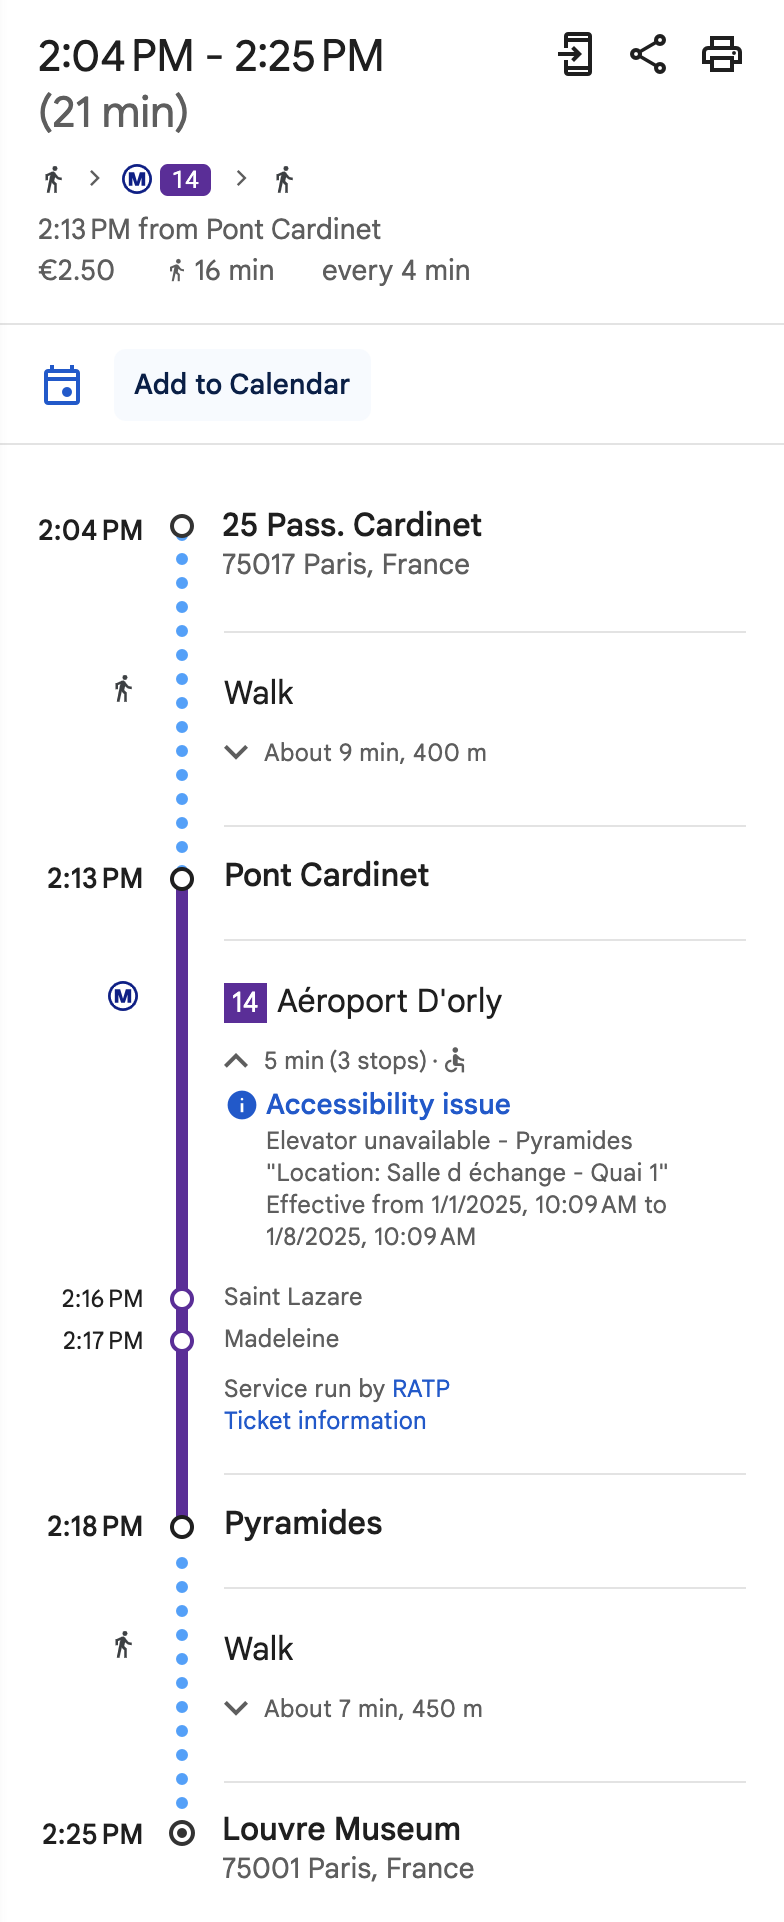 2:04 PM – 2:25 PM
(21 min)
M 14
2:13 PM from Pont Cardinet
€2.50 16 min every 4 min
Add to Calendar
2:04 PM 25 Pass. Cardinet
75017 Paris, France
Walk
About 9 min, 400 m
2:13 PM Pont Cardinet
M 14 Aéroport D'orly
5 min (3 stops) ·
i Accessibility issue
Elevator unavailable - Pyramides
"Location: Salle d échange - Quai 1"
Effective from 1/1/2025, 10:09 AM to
1/8/2025, 10:09 AM
2:16 PM Saint Lazare
2:17 PM Madeleine
Service run by RATP
Ticket information
2:18 PM Pyramides
Walk
About 7 min, 450 m
2:25 PM Louvre Museum
75001 Paris, France